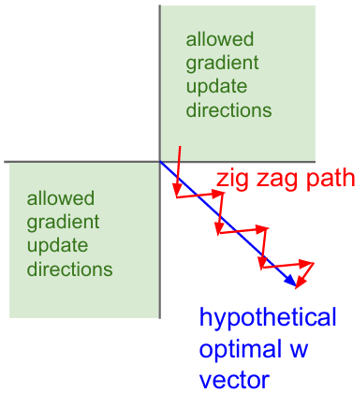 allowed
gradient
update
directions
zig zag path
allowed
gradient
update
directions
hypothetical
optimal w
vector